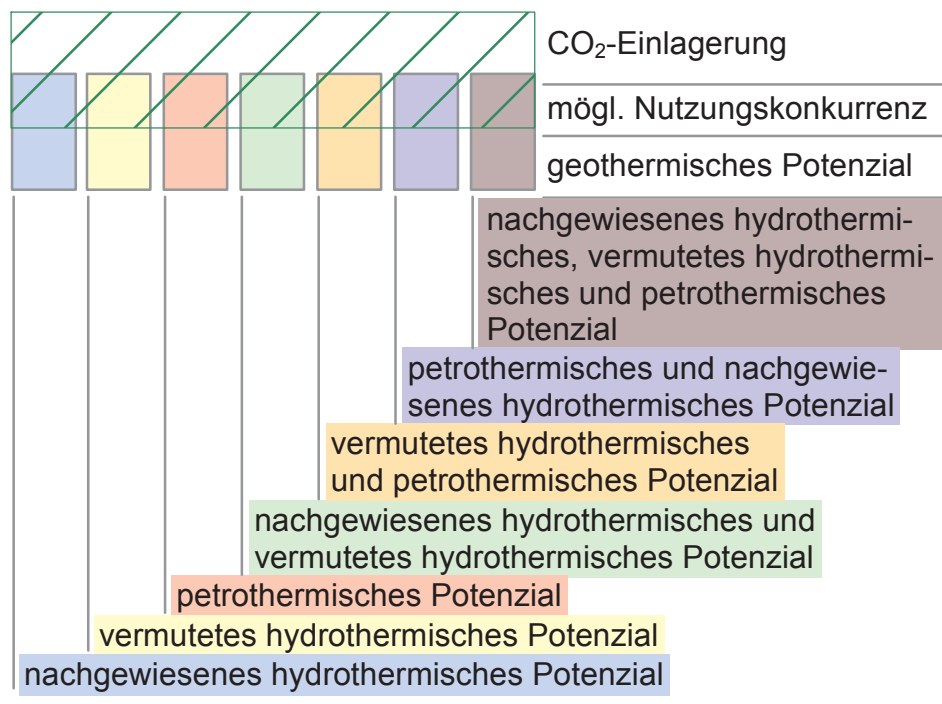 CO₂-Einlagerung
mögl. Nutzungskonkurrenz
geothermisches Potenzial
nachgewiesenes hydrothermi-
sches, vermutetes hydrothermi-
sches und petrothermisches
Potenzial
petrothermisches und nachgewie-
senes hydrothermisches Potenzial
vermutetes hydrothermisches
und petrothermisches Potenzial
nachgewiesenes hydrothermisches und
vermutetes hydrothermisches Potenzial
petrothermisches Potenzial
vermutetes hydrothermisches Potenzial
nachgewiesenes hydrothermisches Potenzial